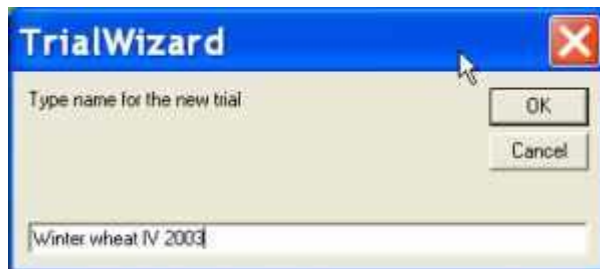 TrialWizard
Type name for the new trial
OK
Cancel
Winter wheat IV 2003